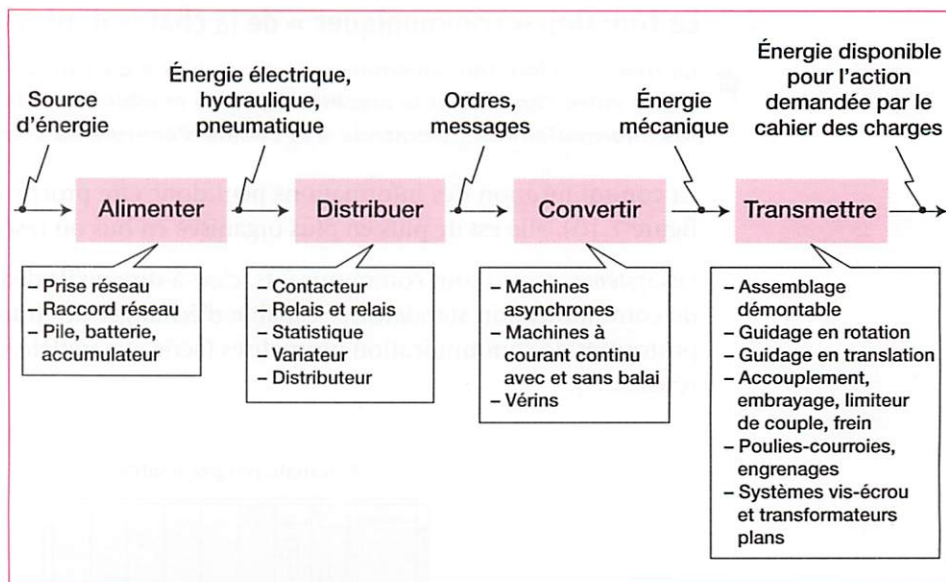 Source
d'énergie
Énergie électrique,
hydraulique,
pneumatique
Ordres,
messages
Énergie
mécanique
Énergie disponible
pour l'action
demandée par le
cahier des charges
Alimenter
Distribuer
Convertir
Transmettre
– Prise réseau
– Raccord réseau
– Pile, batterie,
accumulateur
– Contacteur
– Relais et relais
– Statistique
– Variateur
– Distributeur
– Machines
asynchrones
– Machines à
courant continu
avec et sans balai
– Vérins
– Assemblage
démontable
– Guidage en rotation
– Guidage en translation
– Accouplement,
embrayage, limiteur
de couple, frein
– Poulies-courroies,
engrenages
– Systèmes vis-écrou
et transformateurs
plans